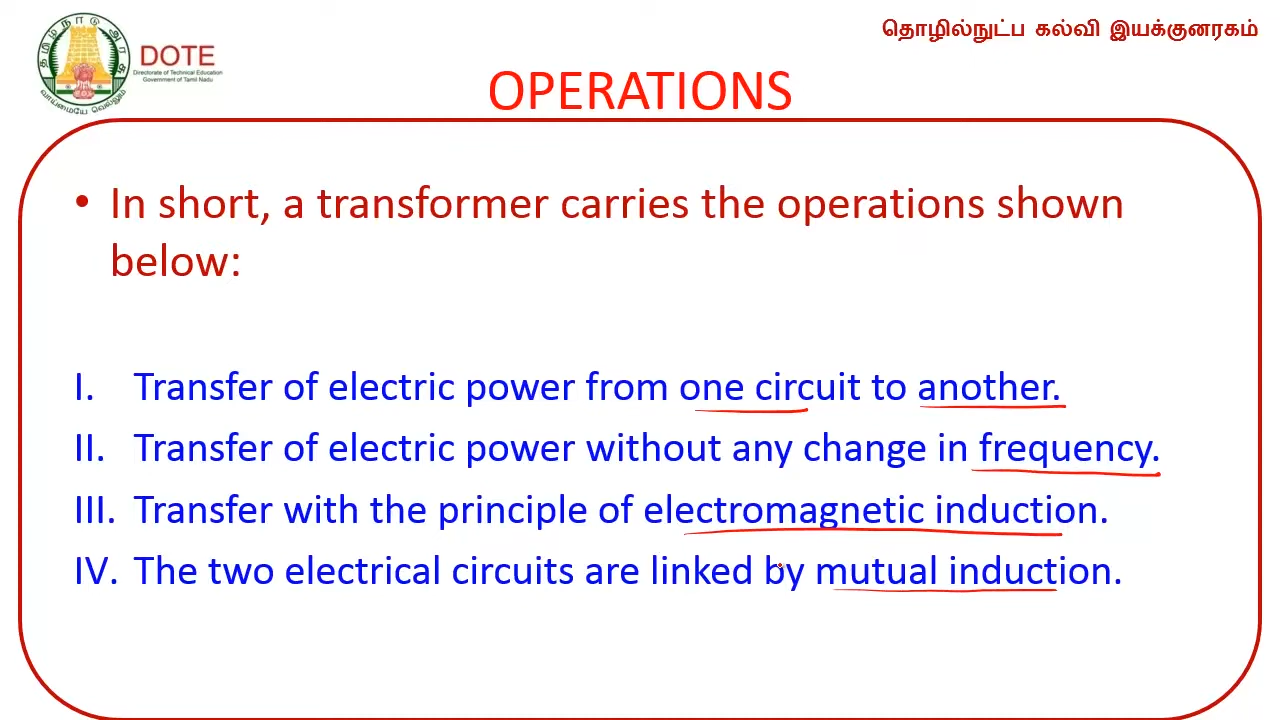 தொழில்நுட்ப கல்வி இயக்குனரகம்
தமிழ்நாடு அரசு
வாய்மையே வெல்லும்
DOTE
Directorate of Technical Education
Government of Tamil Nadu
OPERATIONS
• In short, a transformer carries the operations shown
below:
I. Transfer of electric power from one circuit to another.
II. Transfer of electric power without any change in frequency.
III. Transfer with the principle of electromagnetic induction.
IV. The two electrical circuits are linked by mutual induction.